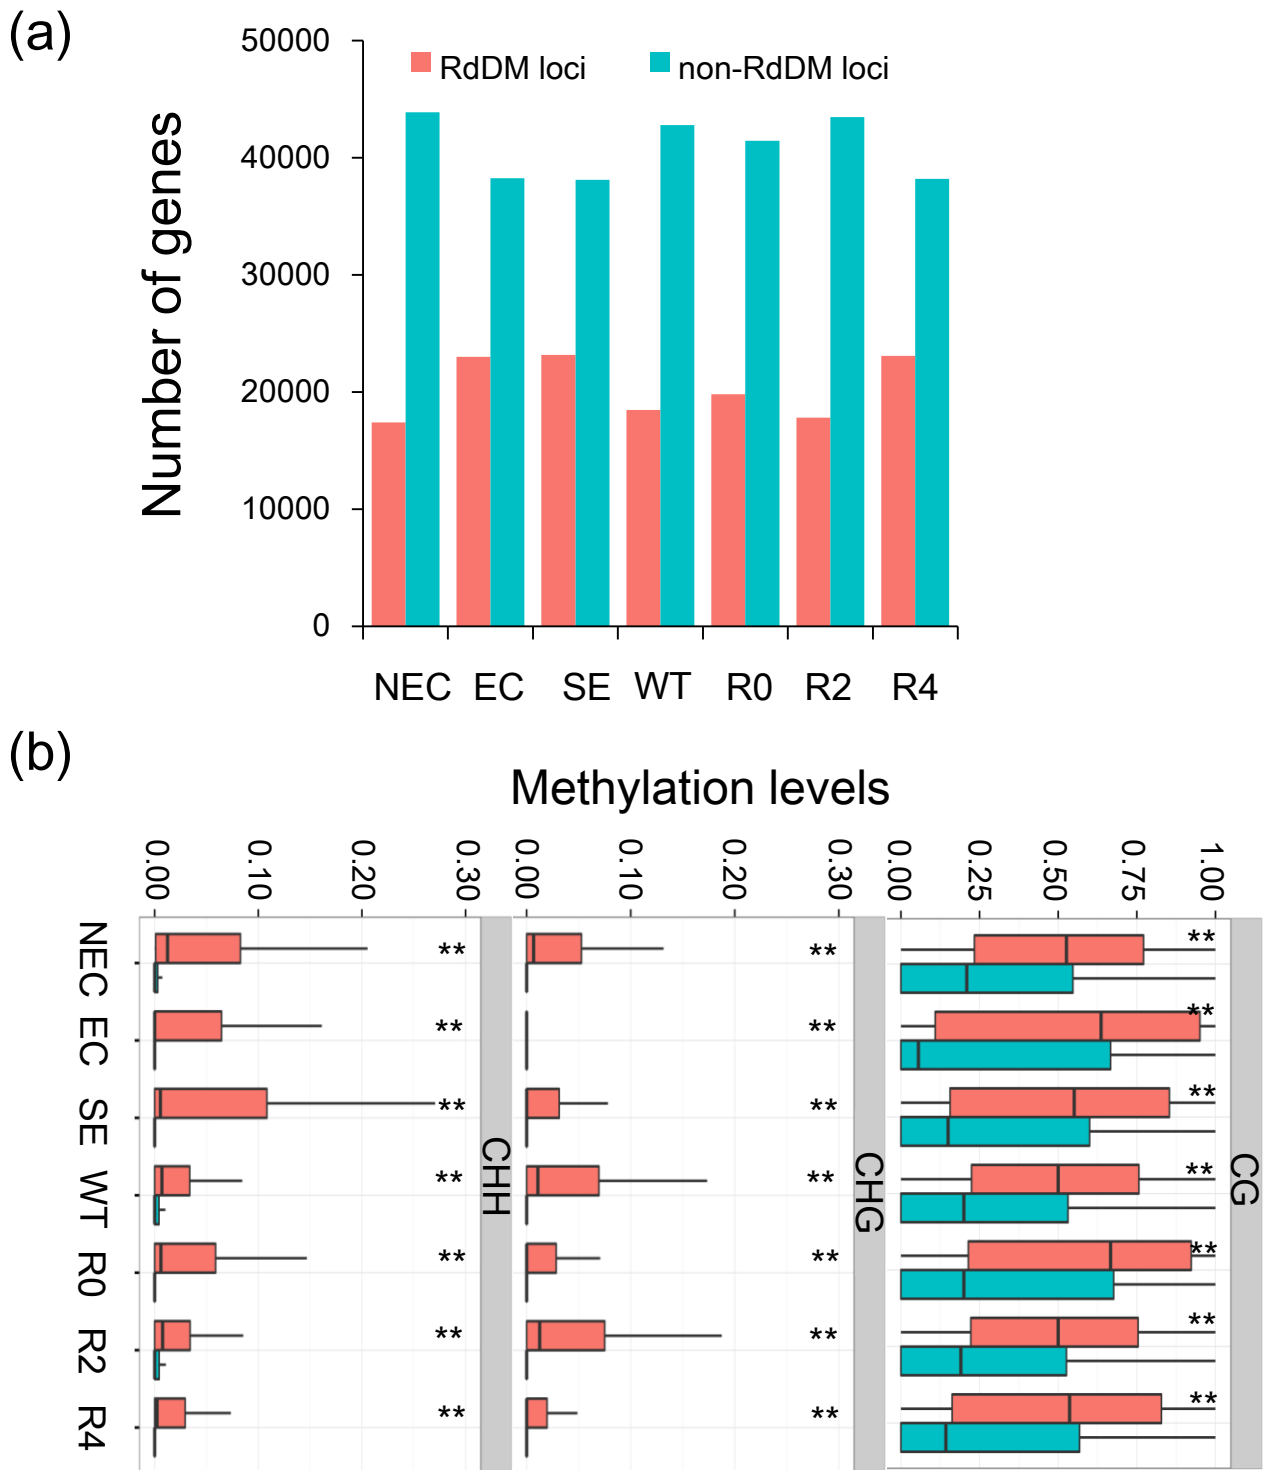 (a)
50000
40000
30000
20000
10000
0
Number of genes
RdDM loci
non-RdDM loci
NEC EC SE WT R0 R2 R4
(b)
Methylation levels
0.00 0.10 0.20 0.30
0.00 0.10 0.20 0.30
0.00 0.25 0.50 0.75 1.00
NEC
** ** **
EC
** ** **
SE
** ** **
WT
** ** **
R0
** ** **
R2
** ** **
R4
** ** **
CHH
CHG
CG